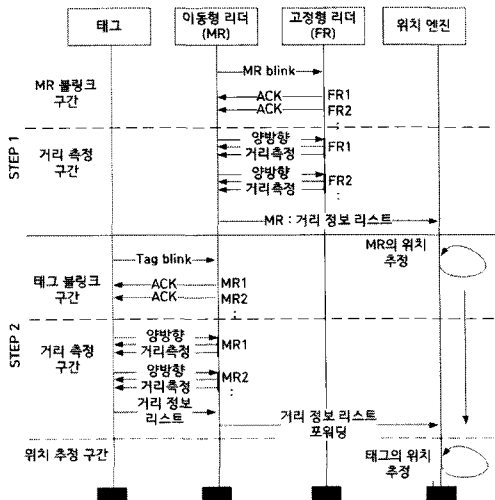 태그
이동형 리더
(MR)
고정형 리더
(FR)
위치 엔진
MR 블링크
구간
MR blink
ACK
FR1
ACK
FR2
:
STEP 1
거리 측정
구간
양방향
거리측정
FR1
양방향
거리측정
FR2
:
MR : 거리 정보 리스트
MR의 위치
추정
Tag blink
태그 블링크
구간
ACK
MR1
ACK
MR2
:
STEP 2
거리 측정
구간
양방향
거리측정
MR1
양방향
거리측정
MR2
:
거리 정보
리스트
거리 정보 리스트
포워딩
위치 추정 구간
태그의 위치
추정